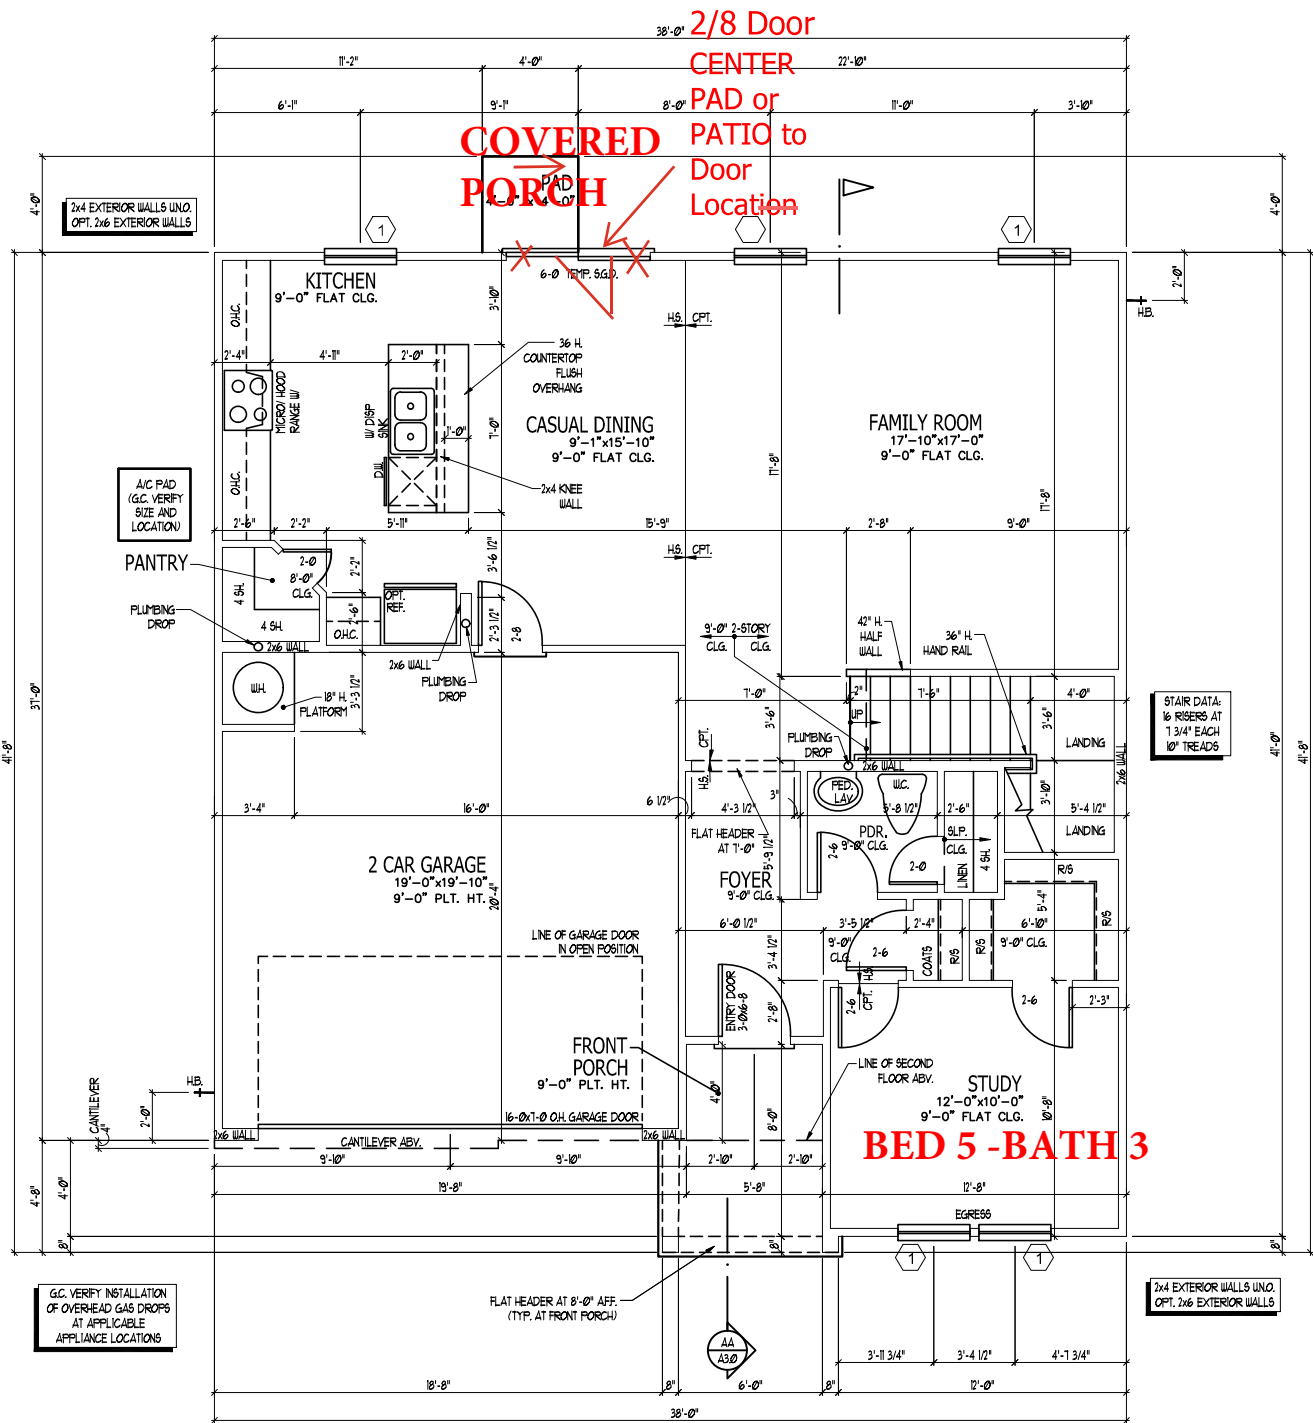 38'-0"
2/8 Door
CENTER
PAD or
PATIO to
Door
Location
11'-2"
4'-0"
22'-10"
6'-1"
9'-1"
8'-0"
11'-0"
3'-10"
COVERED
PORCH
PAD
4'-0" x 4'-0"
4'-0"
4'-0"
2x4 EXTERIOR WALLS U.N.O.
OPT. 2x6 EXTERIOR WALLS
1
1
KITCHEN
9'-0" FLAT CLG.
6-0 TEMP. S.G.D.
3'-10"
2'-0"
H.B.
O.H.C.
H.S. CPT.
2'-4"
4'-11"
2'-0"
36 H.
COUNTERTOP
FLUSH
OVERHANG
MICRO/ HOOD
RANGE W/
W/ DISP
SINK
1'-0"
7'-0"
D.W.
CASUAL DINING
9'-1"x15'-10"
9'-0" FLAT CLG.
FAMILY ROOM
17'-10"x17'-0"
9'-0" FLAT CLG.
17'-8"
17'-8"
O.H.C.
2x4 KNEE
WALL
A/C PAD
(G.C. VERIFY
SIZE AND
LOCATION)
2'-6"
2'-2"
5'-11"
15'-9"
2'-8"
9'-0"
PANTRY
2-0
8'-0"
CLG.
4 SH.
4 SH.
2'-2"
2'-6"
3'-6 1/2"
H.S. CPT.
OPT.
REF.
O.H.C.
2'-3 1/2"
2-8
PLUMBING
DROP
2x6 WALL
2x6 WALL
PLUMBING
DROP
9'-0" 2-STORY
CLG. CLG.
42" H.
HALF
WALL
36" H.
HAND RAIL
W.H.
18" H.
PLATFORM
3'-3 1/2"
37'-0"
41'-8"
41'-0"
41'-8"
7'-0"
2"
7'-6"
4'-0"
UP
3'-6"
3'-6"
LANDING
STAIR DATA:
16 RISERS AT
7 3/4" EACH
10" TREADS
CPT.
H.S.
PLUMBING
DROP
2x6 WALL
2x6 WALL
PED.
LAV.
W.C.
3'-10"
3'-4"
16'-0"
6 1/2"
4'-3 1/2"
3"
5'-8 1/2"
2'-6"
5'-4 1/2"
LANDING
FLAT HEADER
AT 7'-0"
PDR.
9'-0" CLG.
SLP.
CLG.
5'-9 1/2"
2-6
2-0
LINEN
4 SH.
R/S
2 CAR GARAGE
19'-0"x19'-10"
9'-0" PLT. HT.
20'-4"
FOYER
9'-0" CLG.
5'-4"
6'-0 1/2"
3'-5 1/2"
2'-4"
6'-10"
LINE OF GARAGE DOOR
IN OPEN POSITION
9'-0"
CLG.
2-6
COATS
R/S
R/S
9'-0" CLG.
R/S
3'-4 1/2"
H.S.
CPT.
2-6
2-6
2'-3"
ENTRY DOOR
3-0x6-8
2'-8"
FRONT
PORCH
9'-0" PLT. HT.
LINE OF SECOND
FLOOR ABV.
STUDY
12'-0"x10'-0"
9'-0" FLAT CLG.
10'-8"
H.B.
CANTILEVER
4"
2'-0"
4'-0"
8'-0"
16-0x7-0 O.H. GARAGE DOOR
2x6 WALL
CANTILEVER ABV.
2x6 WALL
BED 5 -BATH 3
9'-10"
9'-10"
2'-10"
2'-10"
19'-8"
5'-8"
12'-8"
4'-8"
4'-0"
8"
EGRESS
8"
8"
1
1
G.C. VERIFY INSTALLATION
OF OVERHEAD GAS DROPS
AT APPLICABLE
APPLIANCE LOCATIONS
FLAT HEADER AT 8'-0" AFF.
(TYP. AT FRONT PORCH)
2x4 EXTERIOR WALLS U.N.O.
OPT. 2x6 EXTERIOR WALLS
AA
A3.0
3'-11 3/4"
3'-4 1/2"
4'-7 3/4"
18'-8"
8"
6'-0"
8"
12'-0"
38'-0"